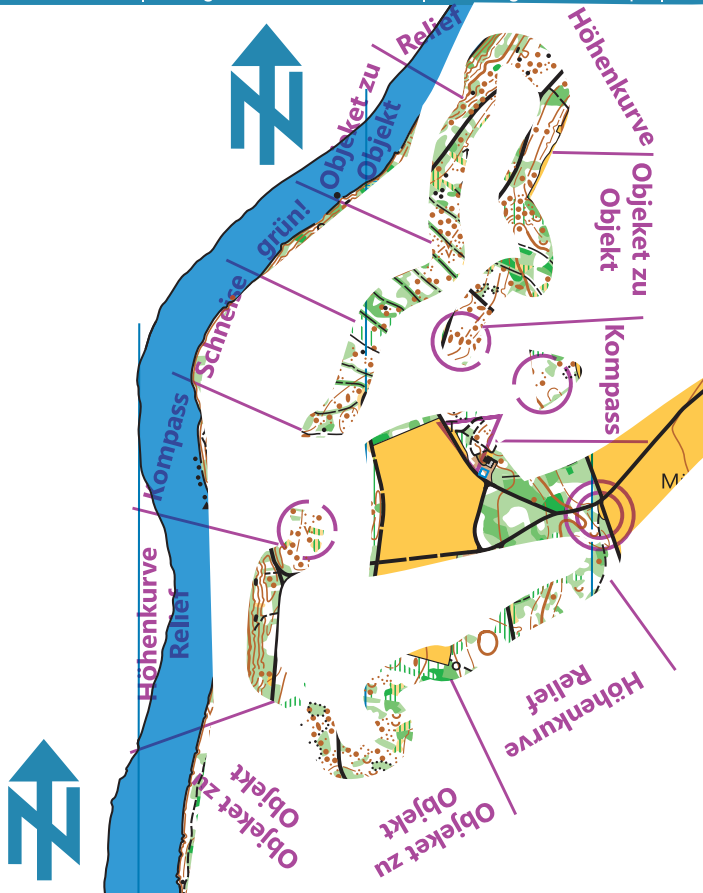 Relief
Höhenkurve
Objeket zu
Objekt
Objeket zu
Objekt
grün!
Schneise
Kompass
Kompass
Höhenkurve
Relief
Höhenkurve
Relief
Objeket zu
Objekt
Objeket zu
Objekt
N
N